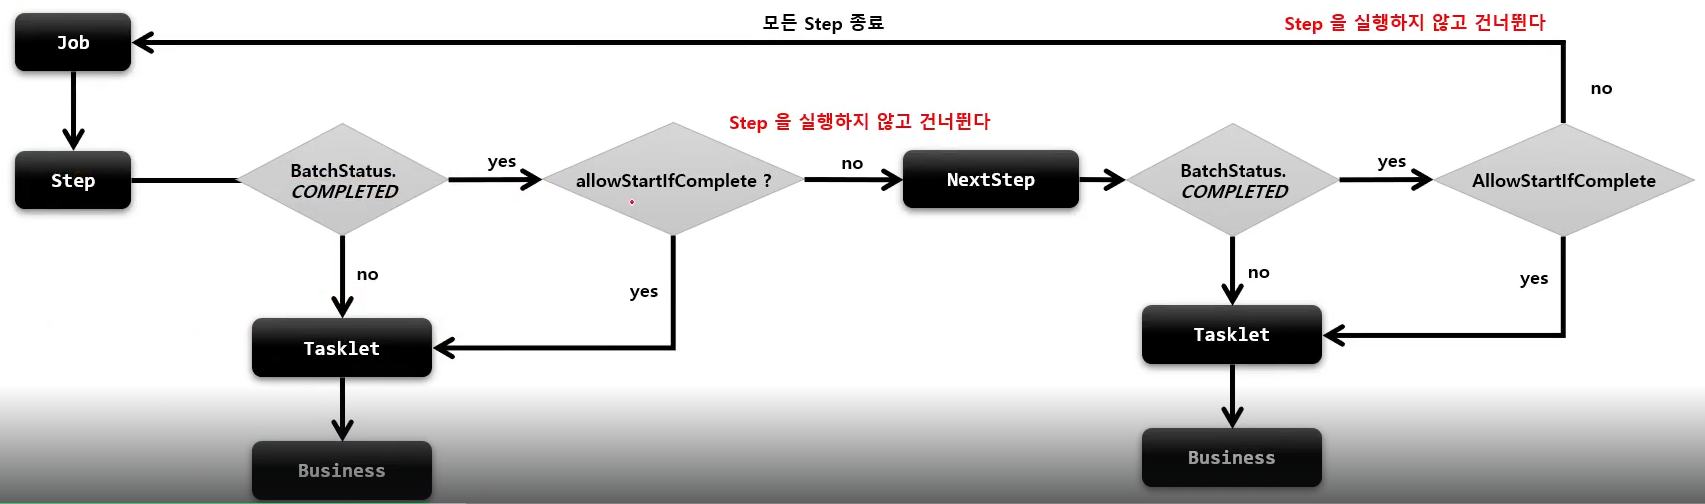 모든 Step 종료
Step 을 실행하지 않고 건너뛴다
Job
no
Step 을 실행하지 않고 건너뛴다
Step
BatchStatus.
COMPLETED
yes
allowStartIfComplete ?
no
NextStep
BatchStatus.
COMPLETED
yes
AllowStartIfComplete
no
yes
no
yes
Tasklet
Tasklet
Business
Business